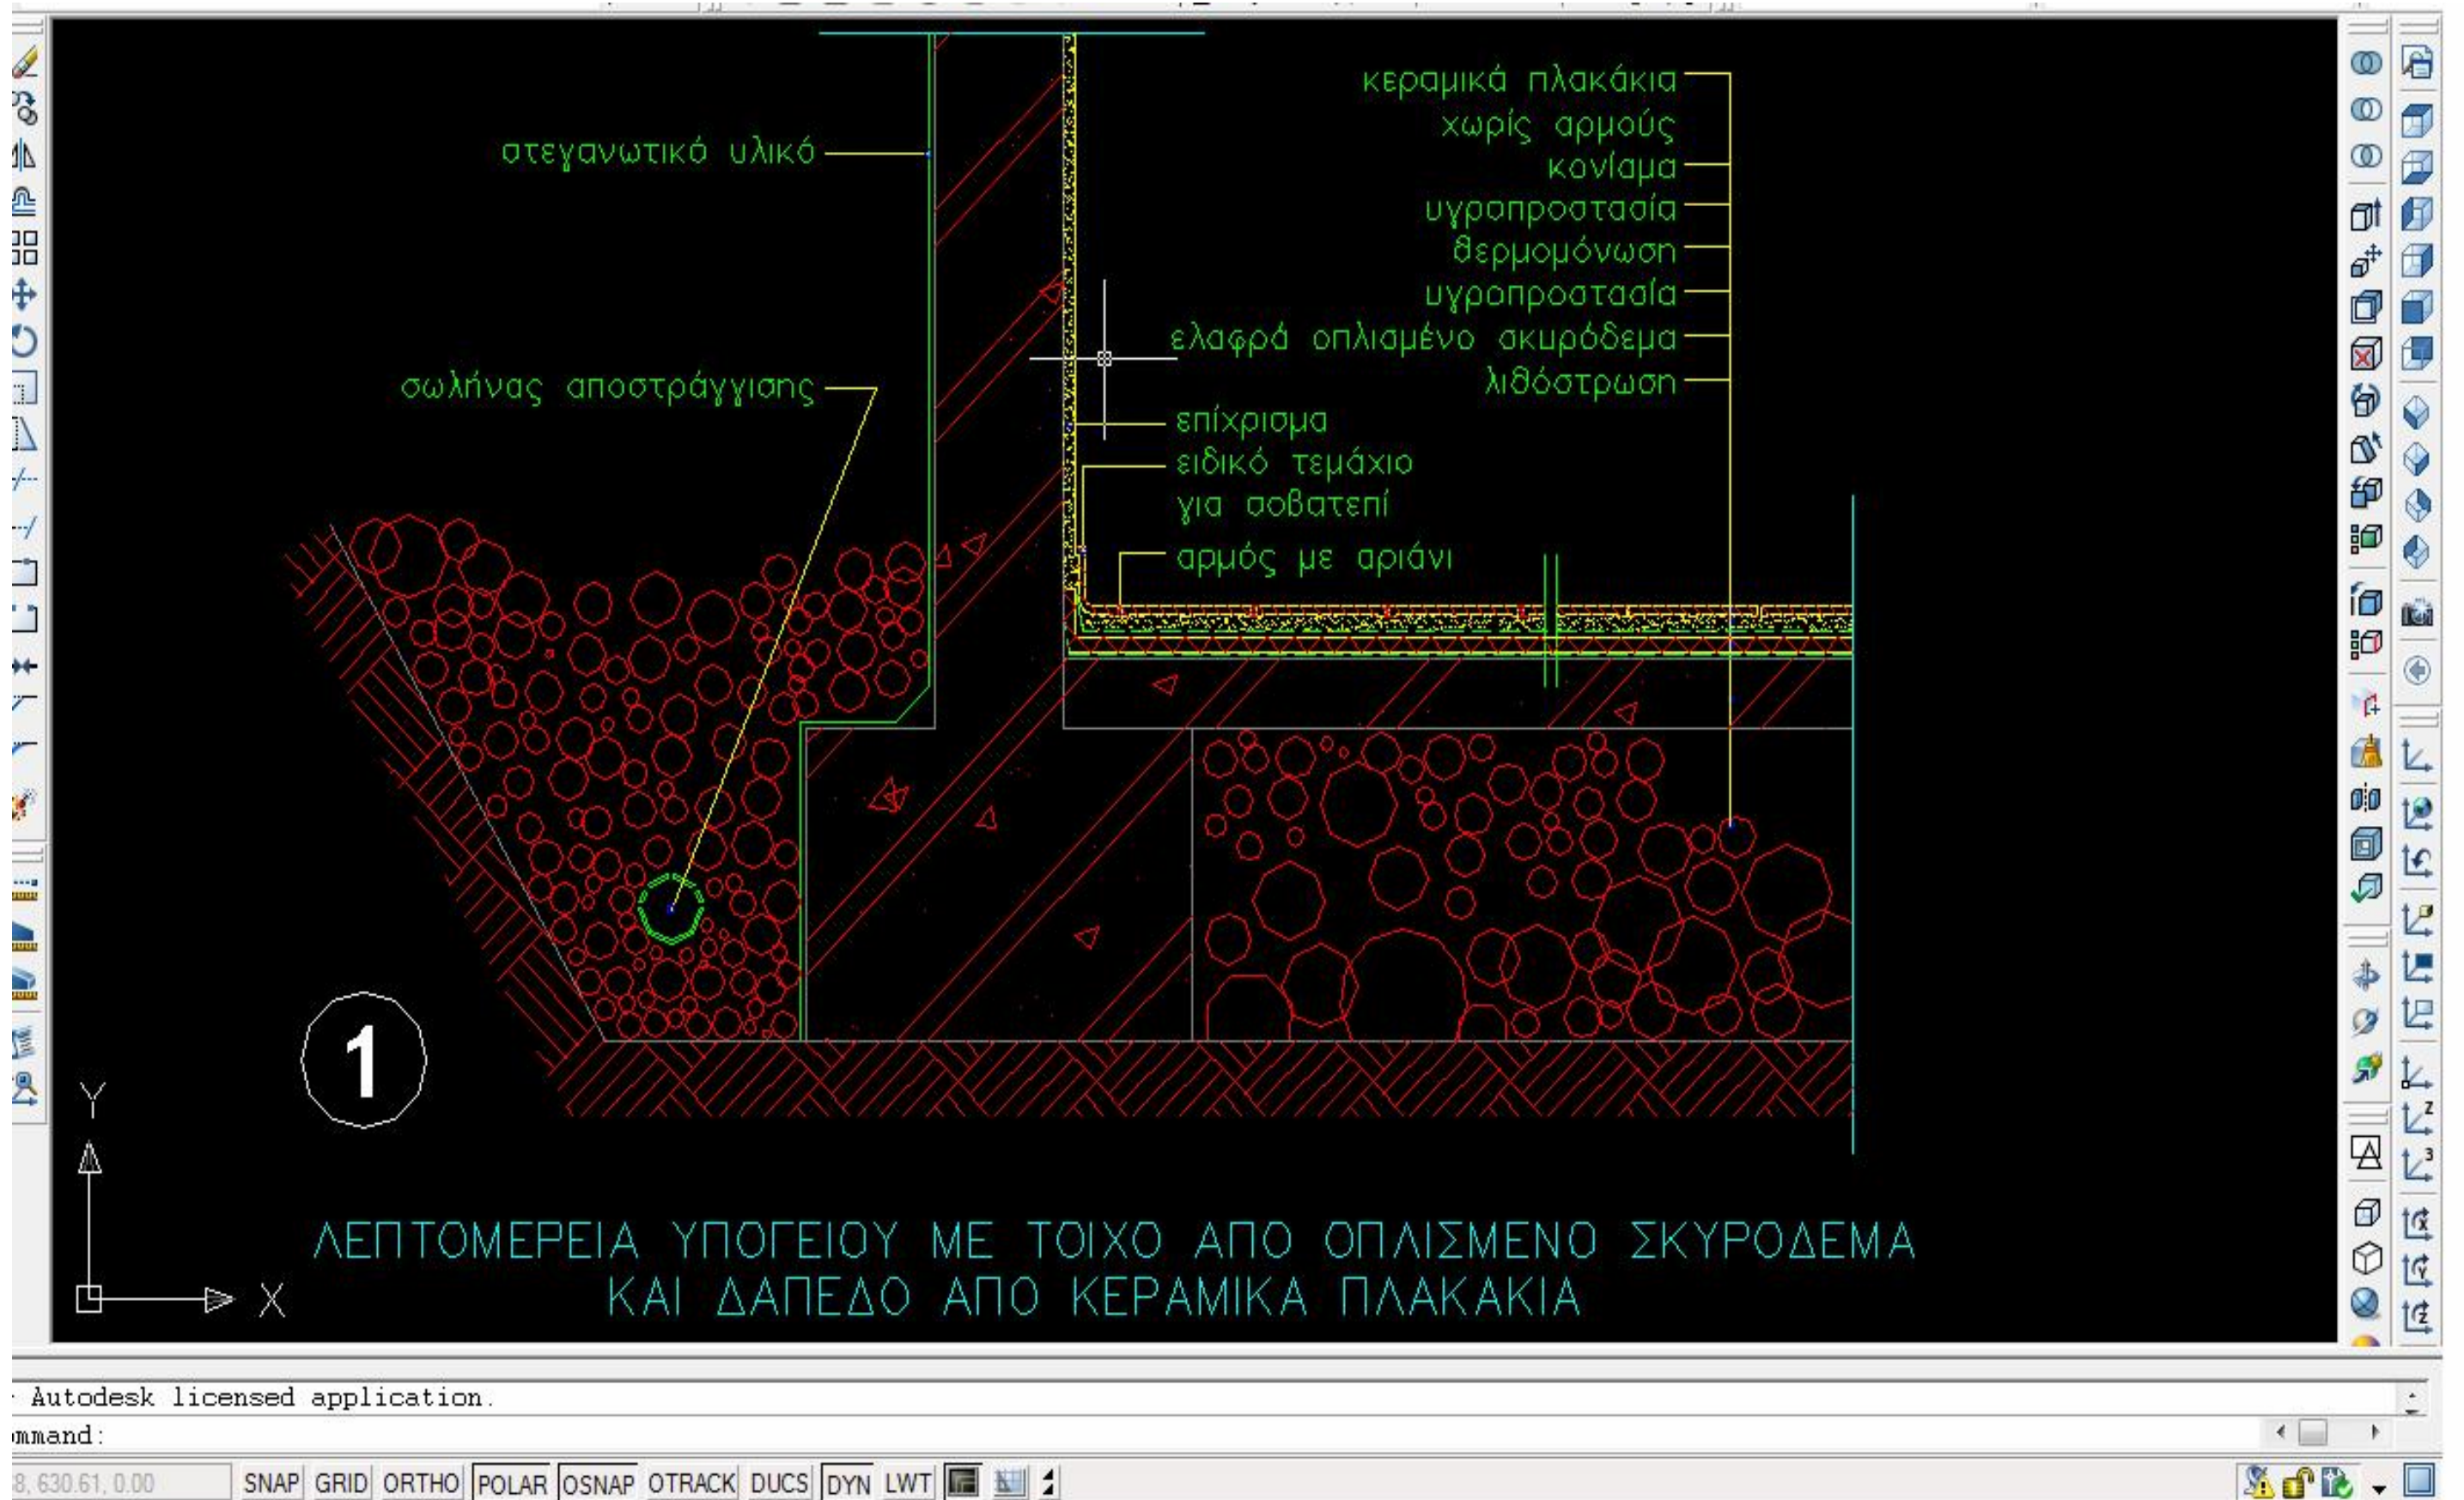 κεραμικά πλακάκια
χωρίς αρμούς
κονίαμα
υγροπροστασία
θερμομόνωση
υγροπροστασία
ελαφρά οπλισμένο σκυρόδεμα
λιθόστρωση
στεγανωτικό υλικό
σωλήνας αποστράγγισης
επίχρισμα
ειδικό τεμάχιο
για σοβατεπί
αρμός με αριάνι
1
Y
X
ΛΕΠΤΟΜΕΡΕΙΑ ΥΠΟΓΕΙΟΥ ΜΕ ΤΟΙΧΟ ΑΠΟ ΟΠΛΙΣΜΕΝΟ ΣΚΥΡΟΔΕΜΑ
ΚΑΙ ΔΑΠΕΔΟ ΑΠΟ ΚΕΡΑΜΙΚΑ ΠΛΑΚΑΚΙΑ
Autodesk licensed application.
ommand:
8, 630.61, 0.00 SNAP GRID ORTHO POLAR OSNAP OTRACK DUCS DYN LWT